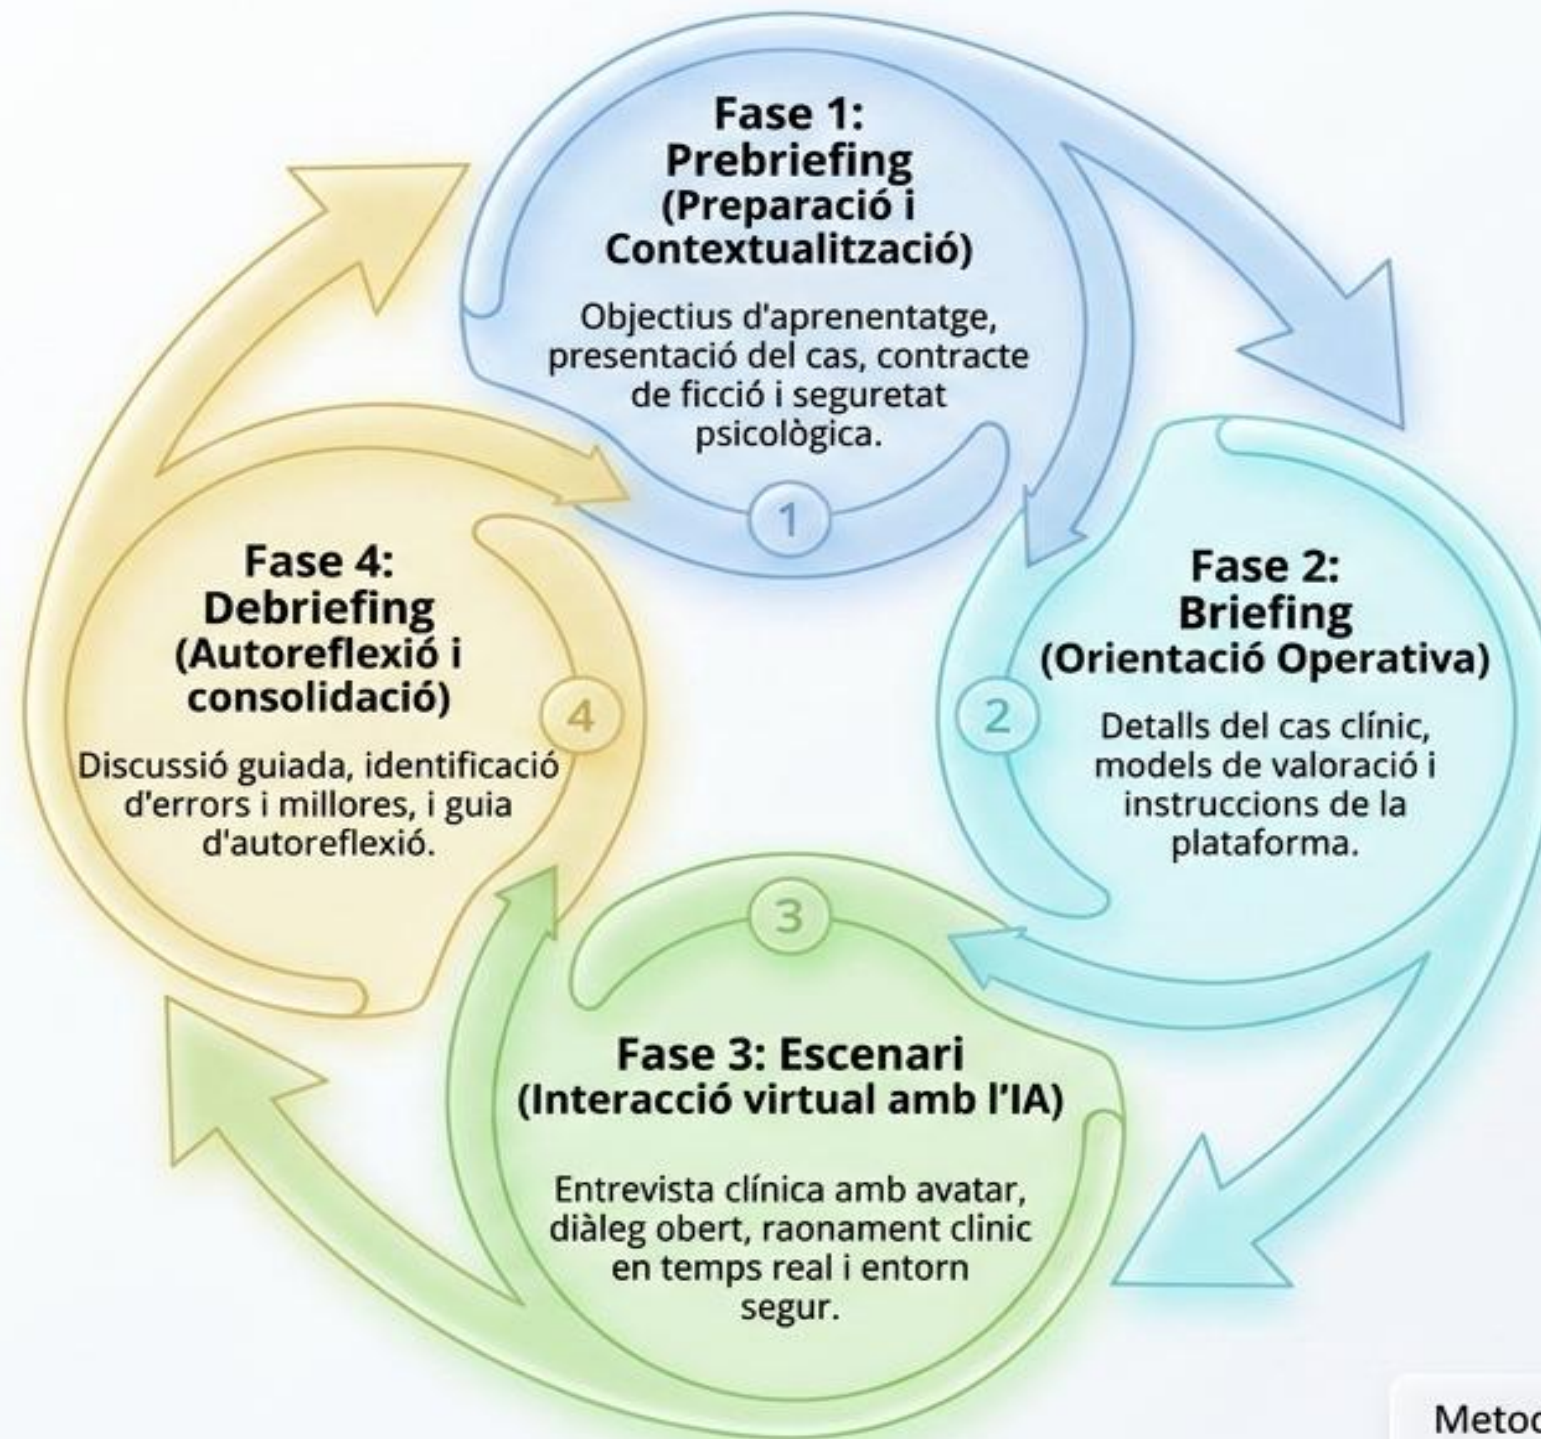 Fase 1:
Prebriefing
(Preparació i
Contextualització)
Objectius d'aprenentatge,
presentació del cas, contracte
de ficció i seguretat
psicològica.
1
Fase 2:
Briefing
(Orientació Operativa)
2
Detalls del cas clínic,
models de valoració i
instruccions de la
plataforma.
3
Fase 3: Escenari
(Interacció virtual amb l’IA)
Entrevista clínica amb avatar,
diàleg obert, raonament clinic
en temps real i entorn
segur.
Fase 4:
Debriefing
(Autoreflexió i
consolidació)
4
Discussió guiada, identificació
d'errors i millores, i guia
d'autoreflexió.